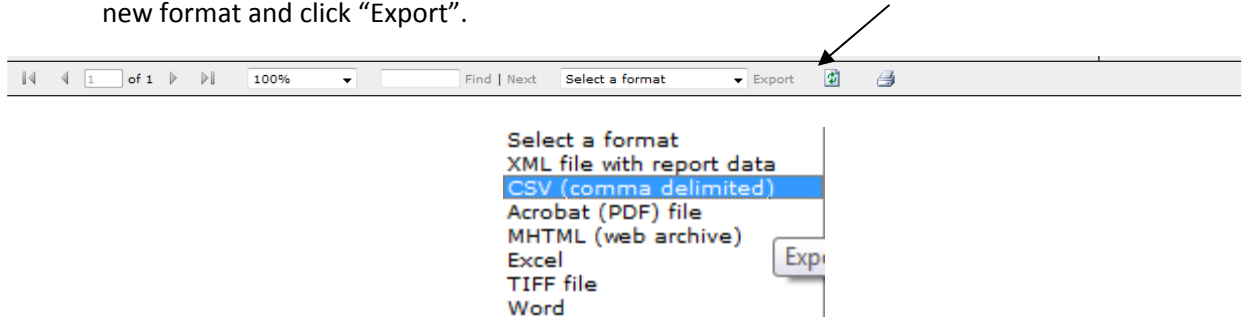 new format and click “Export”.
1 of 1 100% Find | Next Select a format Export
Select a format
XML file with report data
CSV (comma delimited)
Acrobat (PDF) file
MHTML (web archive)
Excel
TIFF file
Word